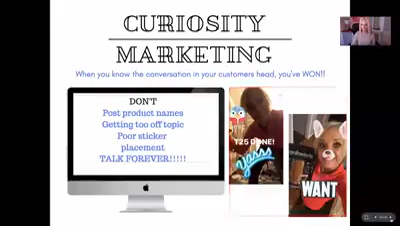 CURIOSITY
MARKETING
When you know the conversation in your customers head, you've WON!!
DON'T
Post product names
Getting too off topic
Poor sticker
placement
TALK FOREVER!!!!!
T25 DONE!
Yasss
WANT